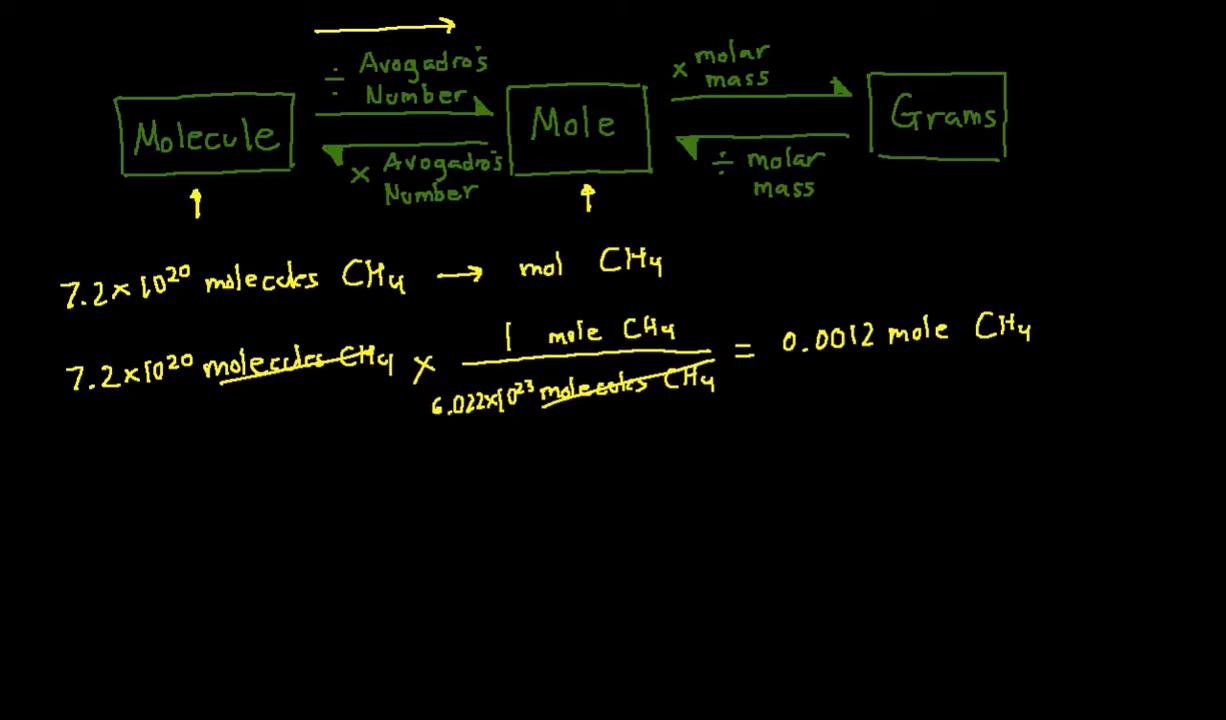 ÷ Avogadro's Number
× molar mass
Molecule
Mole
Grams
× Avogadro's Number
÷ molar mass
7.2×10²⁰ molecules CH₄ → mol CH₄
7.2×10²⁰ molecules CH₄ × 1 mole CH₄ / 6.022×10²³ molecules CH₄ = 0.0012 mole CH₄